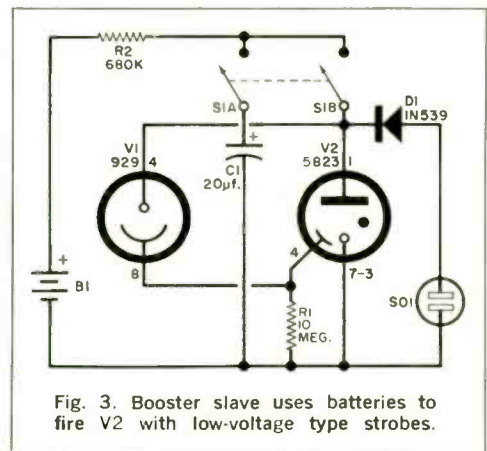 R2
680K
S1A
S1B
D1
1N539
V1
929 4
V2
5823 1
+
C1
20µf.
8
4
7-3
+
B1
R1
10
MEG.
S01
Fig. 3. Booster slave uses batteries to
fire V2 with low-voltage type strobes.